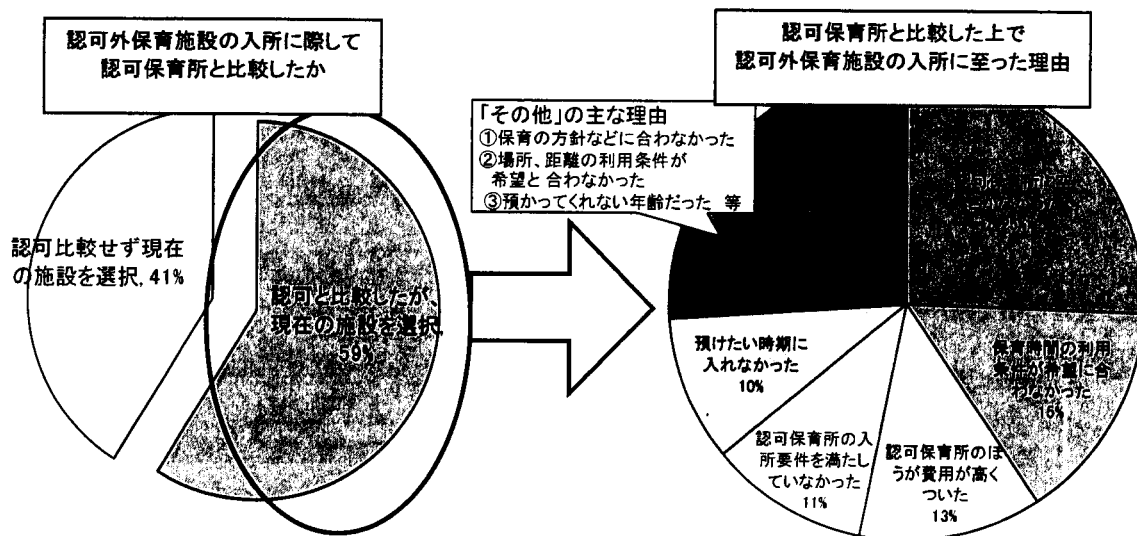 認可外保育施設の入所に際して
認可保育所と比較したか
認可比較せず現在
の施設を選択, 41%
認可と比較したが,
現在の施設を選択,
59%
認可保育所と比較した上で
認可外保育施設の入所に至った理由
「その他」の主な理由
①保育の方針などに合わなかった
②場所、距離の利用条件が
希望と合わなかった
③預かってくれない年齢だった 等
保育時間の利用
条件が希望に合
わなかった
認可保育所のほ
うが費用が高く
ついた
13%
認可保育所の入
所要件を満たし
ていなかった
11%
預けたい時期に
入れなかった
10%